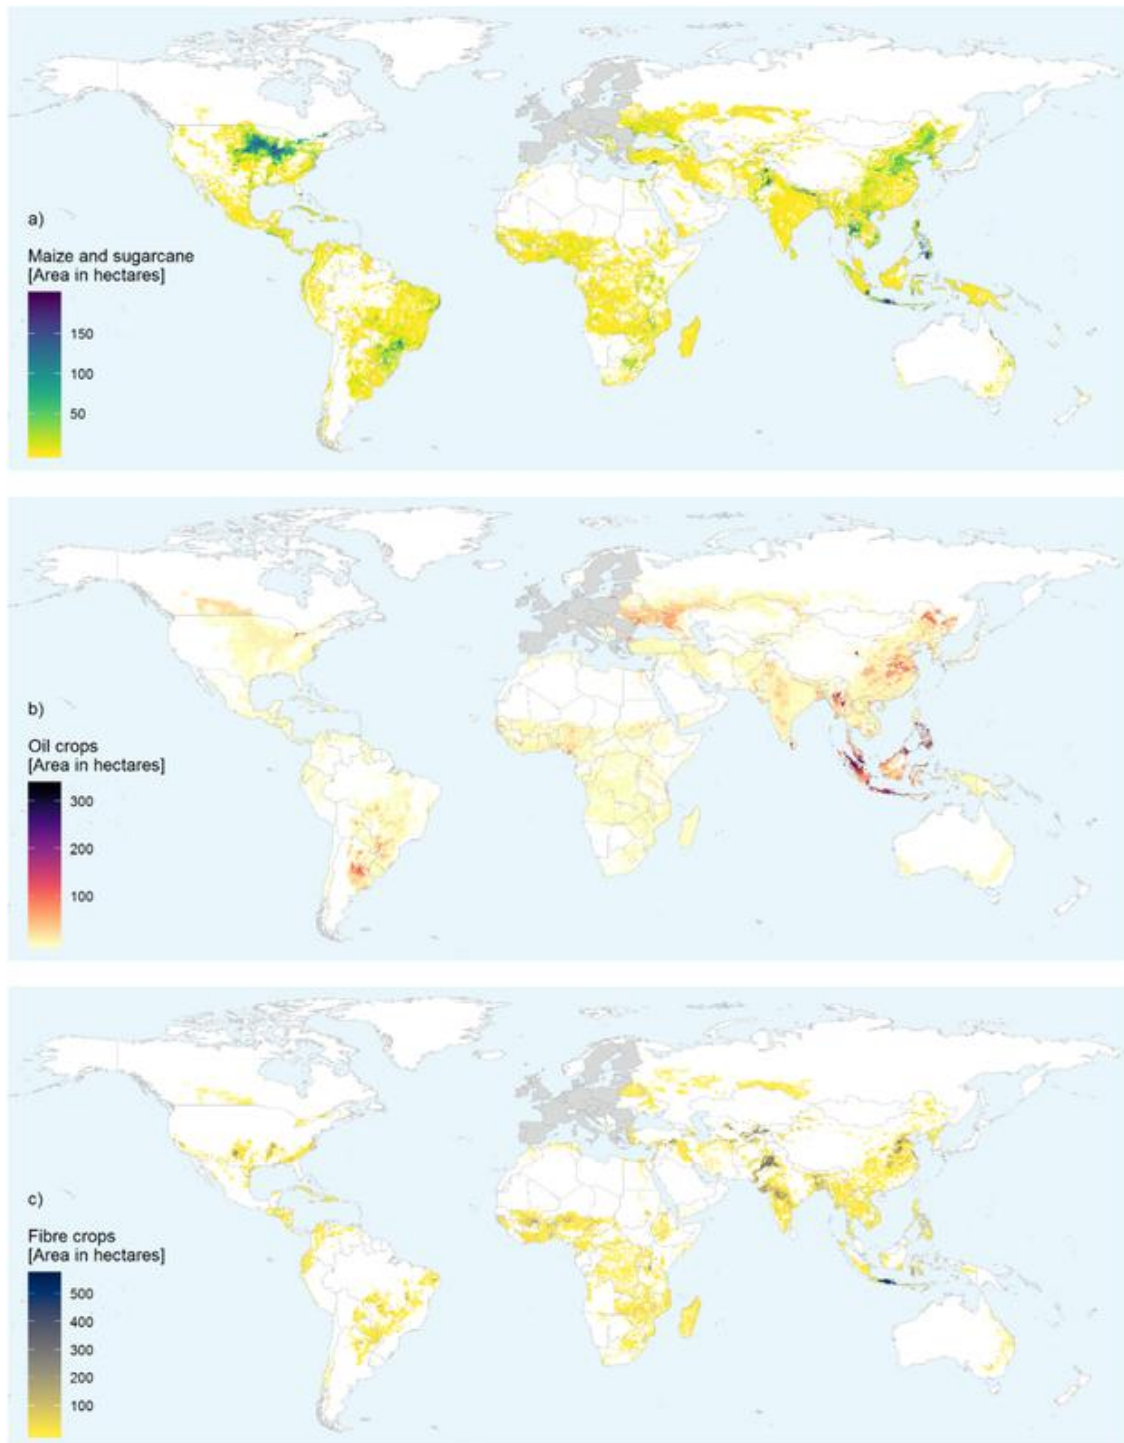 a)
Maize and sugarcane
[Area in hectares]
150
100
50
b)
Oil crops
[Area in hectares]
300
200
100
c)
Fibre crops
[Area in hectares]
500
400
300
200
100